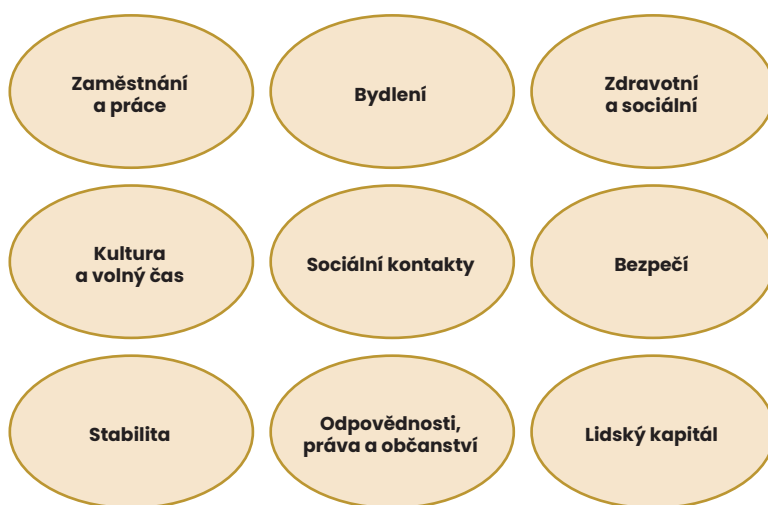 Zaměstnání
a práce
Bydlení
Zdravotní
a sociální
Kultura
a volný čas
Sociální kontakty
Bezpečí
Stabilita
Odpovědnosti,
práva a občanství
Lidský kapitál